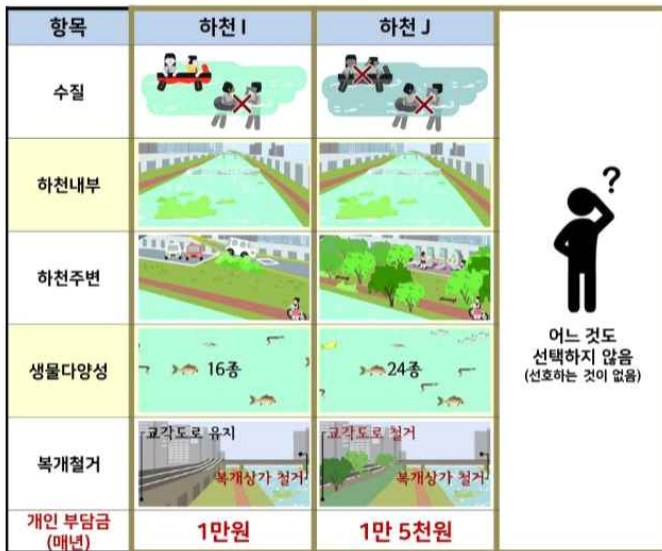 항목 하천 I 하천 J
수질
하천내부
하천주변
생물다양성 16종 24종
복개철거 교각도로 유지 복개상가 철거 교각도로 철거 복개상가 철거
개인 부담금
(매년) 1만원 1만 5천원
?
어느 것도
선택하지 않음
(선호하는 것이 없음)